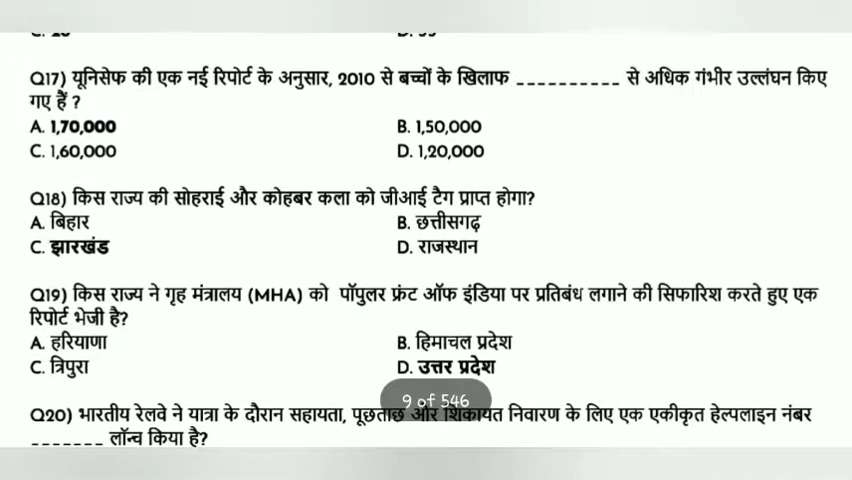 Q17) यूनिसेफ की एक नई रिपोर्ट के अनुसार, 2010 से बच्चों के खिलाफ __________ से अधिक गंभीर उल्लंघन किए
गए हैं ?
A. 1,70,000 B. 1,50,000
C. 1,60,000 D. 1,20,000
Q18) किस राज्य की सोहराई और कोहबर कला को जीआई टैग प्राप्त होगा?
A. बिहार B. छत्तीसगढ़
C. झारखंड D. राजस्थान
Q19) किस राज्य ने गृह मंत्रालय (MHA) को पॉपुलर फ्रंट ऑफ इंडिया पर प्रतिबंध लगाने की सिफारिश करते हुए एक
रिपोर्ट भेजी है?
A. हरियाणा B. हिमाचल प्रदेश
C. त्रिपुरा D. उत्तर प्रदेश
9 of 546
Q20) भारतीय रेलवे ने यात्रा के दौरान सहायता, पूछताछ और शिकायत निवारण के लिए एक एकीकृत हेल्पलाइन नंबर
_______ लॉन्च किया है?